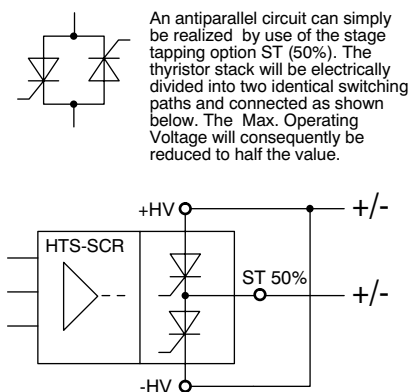 An antiparallel circuit can simply
be realized by use of the stage
tapping option ST (50%). The
thyristor stack will be electrically
divided into two identical switching
paths and connected as shown
below. The Max. Operating
Voltage will consequently be
reduced to half the value.
+HV
+/-
HTS-SCR
ST 50%
+/-
-HV